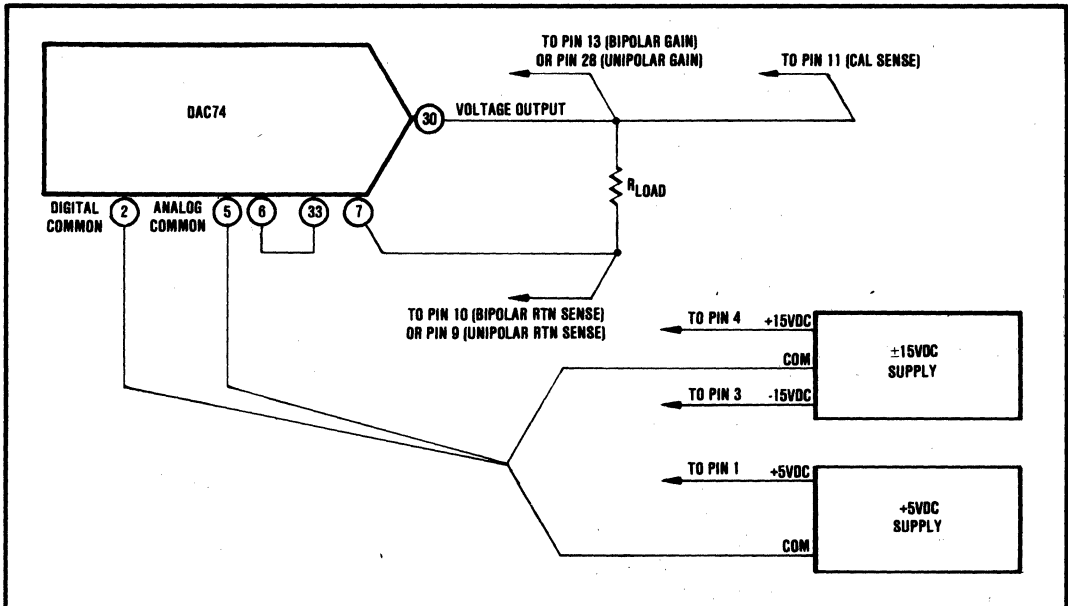 TO PIN 13 (BIPOLAR GAIN)
OR PIN 28 (UNIPOLAR GAIN)
TO PIN 11 (CAL SENSE)
DAC74
30
VOLTAGE OUTPUT
RLOAD
DIGITAL
COMMON
2
ANALOG
COMMON
5
6
33
7
TO PIN 10 (BIPOLAR RTN SENSE)
OR PIN 9 (UNIPOLAR RTN SENSE)
TO PIN 4
+15VDC
COM
TO PIN 3
-15VDC
±15VDC
SUPPLY
TO PIN 1
+5VDC
COM
+5VDC
SUPPLY